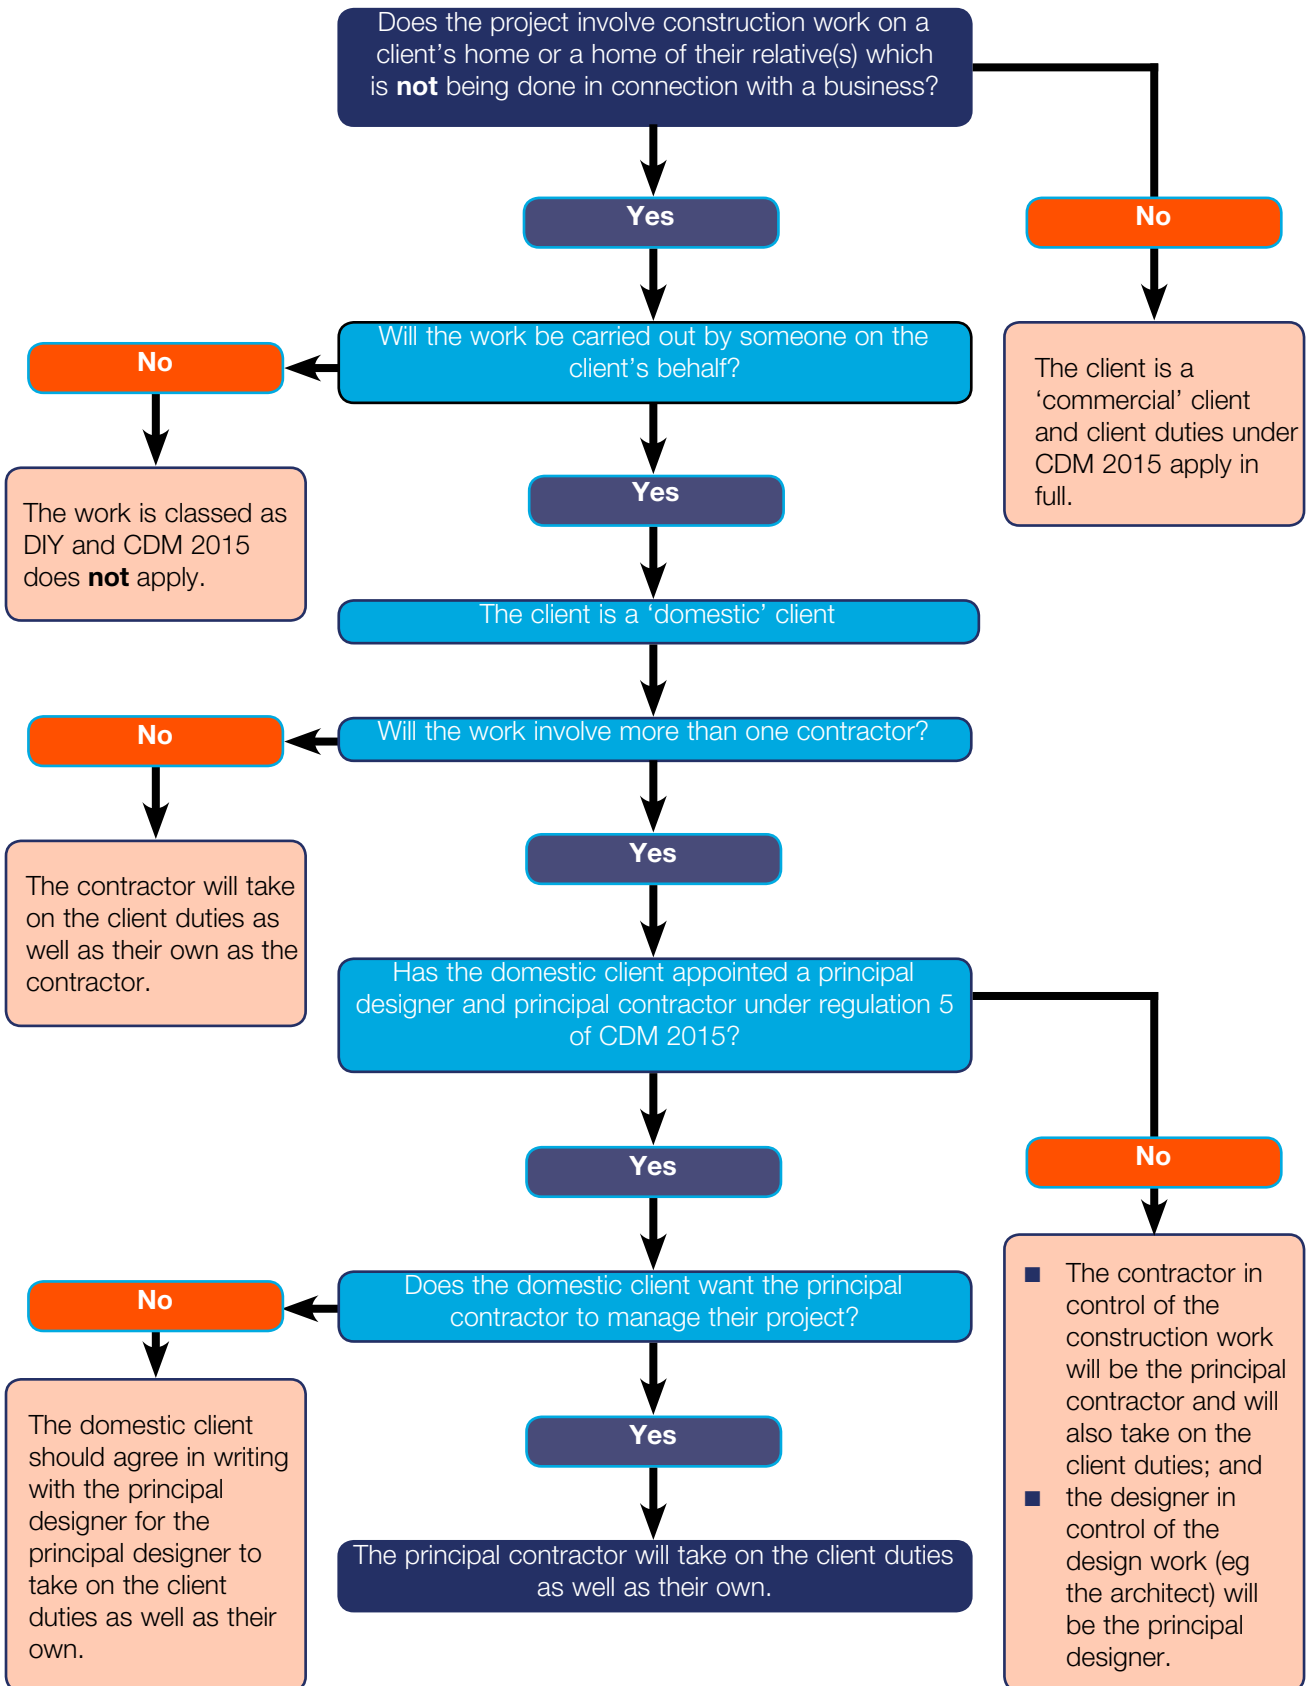 Does the project involve construction work on a
client’s home or a home of their relative(s) which
is not being done in connection with a business?
Yes
No
Will the work be carried out by someone on the
client’s behalf?
No
The client is a
‘commercial’ client
and client duties under
CDM 2015 apply in
full.
The work is classed as
DIY and CDM 2015
does not apply.
Yes
The client is a ‘domestic’ client
Will the work involve more than one contractor?
No
The contractor will take
on the client duties as
well as their own as the
contractor.
Yes
Has the domestic client appointed a principal
designer and principal contractor under regulation 5
of CDM 2015?
Yes
No
Does the domestic client want the principal
contractor to manage their project?
No
The domestic client
should agree in writing
with the principal
designer for the
principal designer to
take on the client
duties as well as their
own.
Yes
The principal contractor will take on the client duties
as well as their own.
■ The contractor in
control of the
construction work
will be the principal
contractor and will
also take on the
client duties; and
■ the designer in
control of the
design work (eg
the architect) will
be the principal
designer.